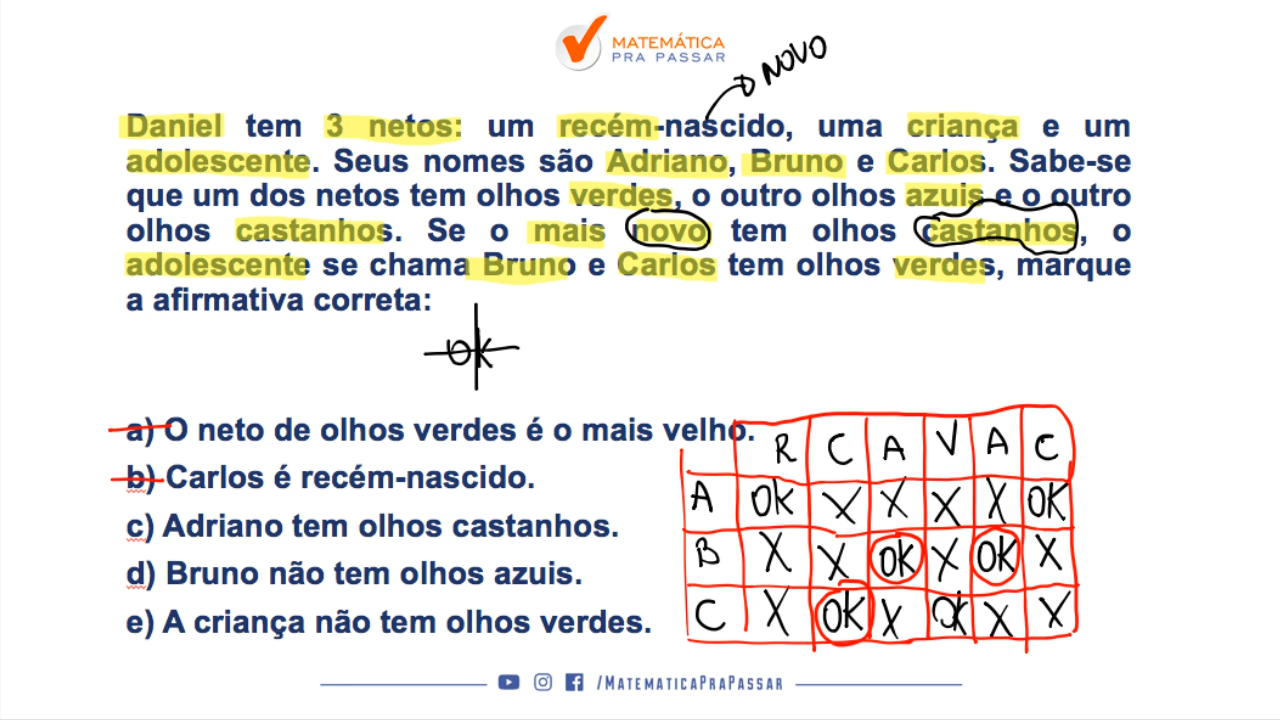 MATEMÁTICA
PRA PASSAR
NOVO
Daniel tem 3 netos: um recém-nascido, uma criança e um
adolescente. Seus nomes são Adriano, Bruno e Carlos. Sabe-se
que um dos netos tem olhos verdes, o outro olhos azuis e o outro
olhos castanhos. Se o mais novo tem olhos castanhos, o
adolescente se chama Bruno e Carlos tem olhos verdes, marque
a afirmativa correta:
OK
a) O neto de olhos verdes é o mais velho.
b) Carlos é recém-nascido.
c) Adriano tem olhos castanhos.
d) Bruno não tem olhos azuis.
e) A criança não tem olhos verdes.
R C A V A C
A OK X X X X OK
B X X OK X OK X
C X OK X OK X X
/MATEMATICAPRAPASSAR